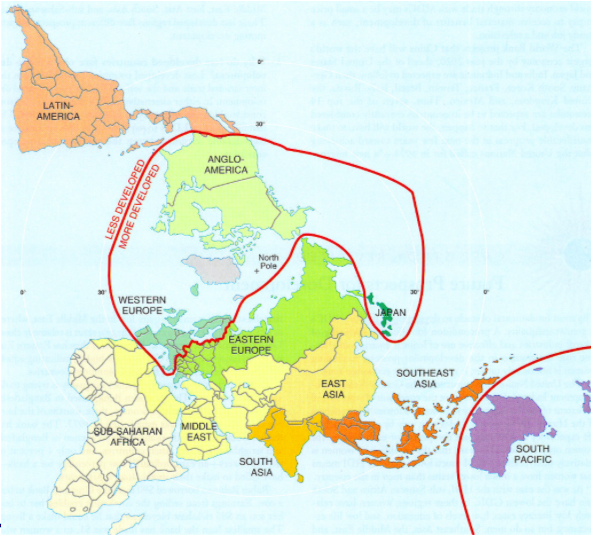 0°
LATIN-
AMERICA
30°
ANGLO-
AMERICA
LESS DEVELOPED
MORE DEVELOPED
North
Pole
0°
30°
30°
0°
WESTERN
EUROPE
JAPAN
EASTERN
EUROPE
SOUTHEAST
ASIA
EAST
ASIA
SUB-SAHARAN
AFRICA
MIDDLE
EAST
SOUTH
PACIFIC
SOUTH
ASIA